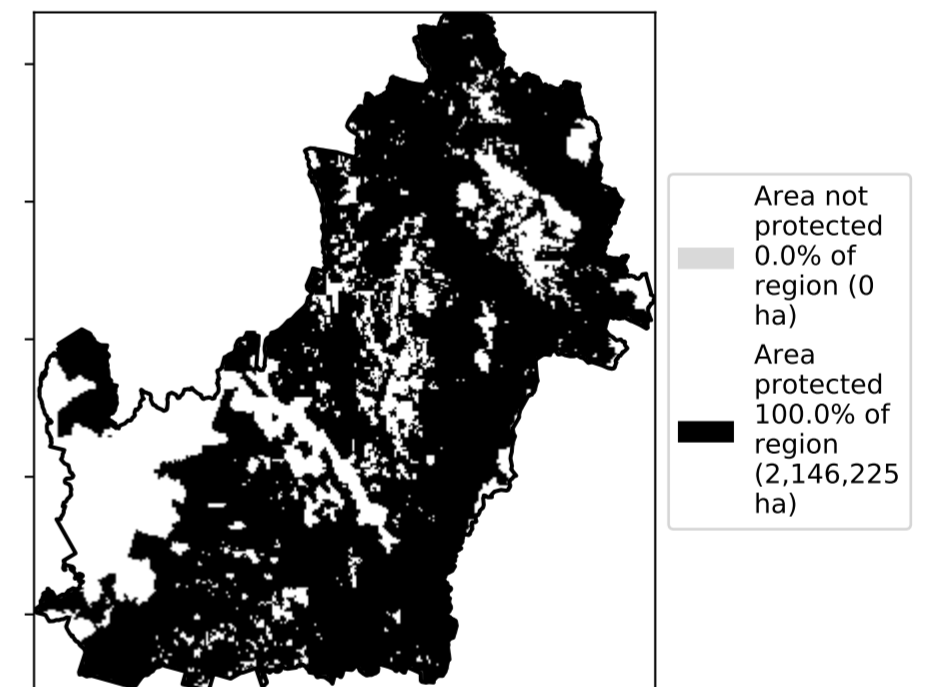 Area not
protected
0.0% of
region (0
ha)
Area
protected
100.0% of
region
(2,146,225
ha)